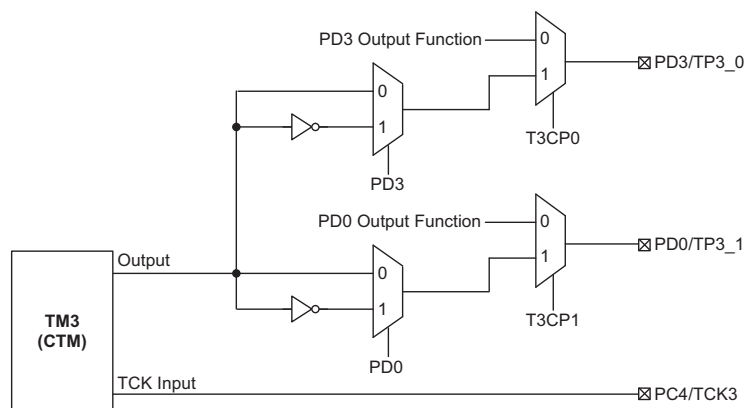 PD3 Output Function
0
1
PD3/TP3_0
T3CP0
0
1
PD3
PD0 Output Function
0
1
PD0/TP3_1
T3CP1
Output
0
1
PD0
TM3
(CTM)
TCK Input
PC4/TCK3